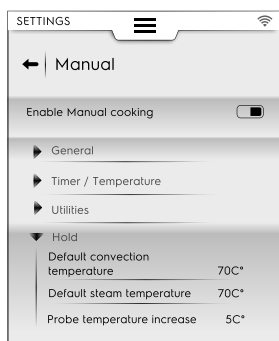 SETTINGS
Manual
Enable Manual cooking
General
Timer / Temperature
Utilities
Hold
Default convection
temperature 70C°
Default steam temperature 70C°
Probe temperature increase 5C°